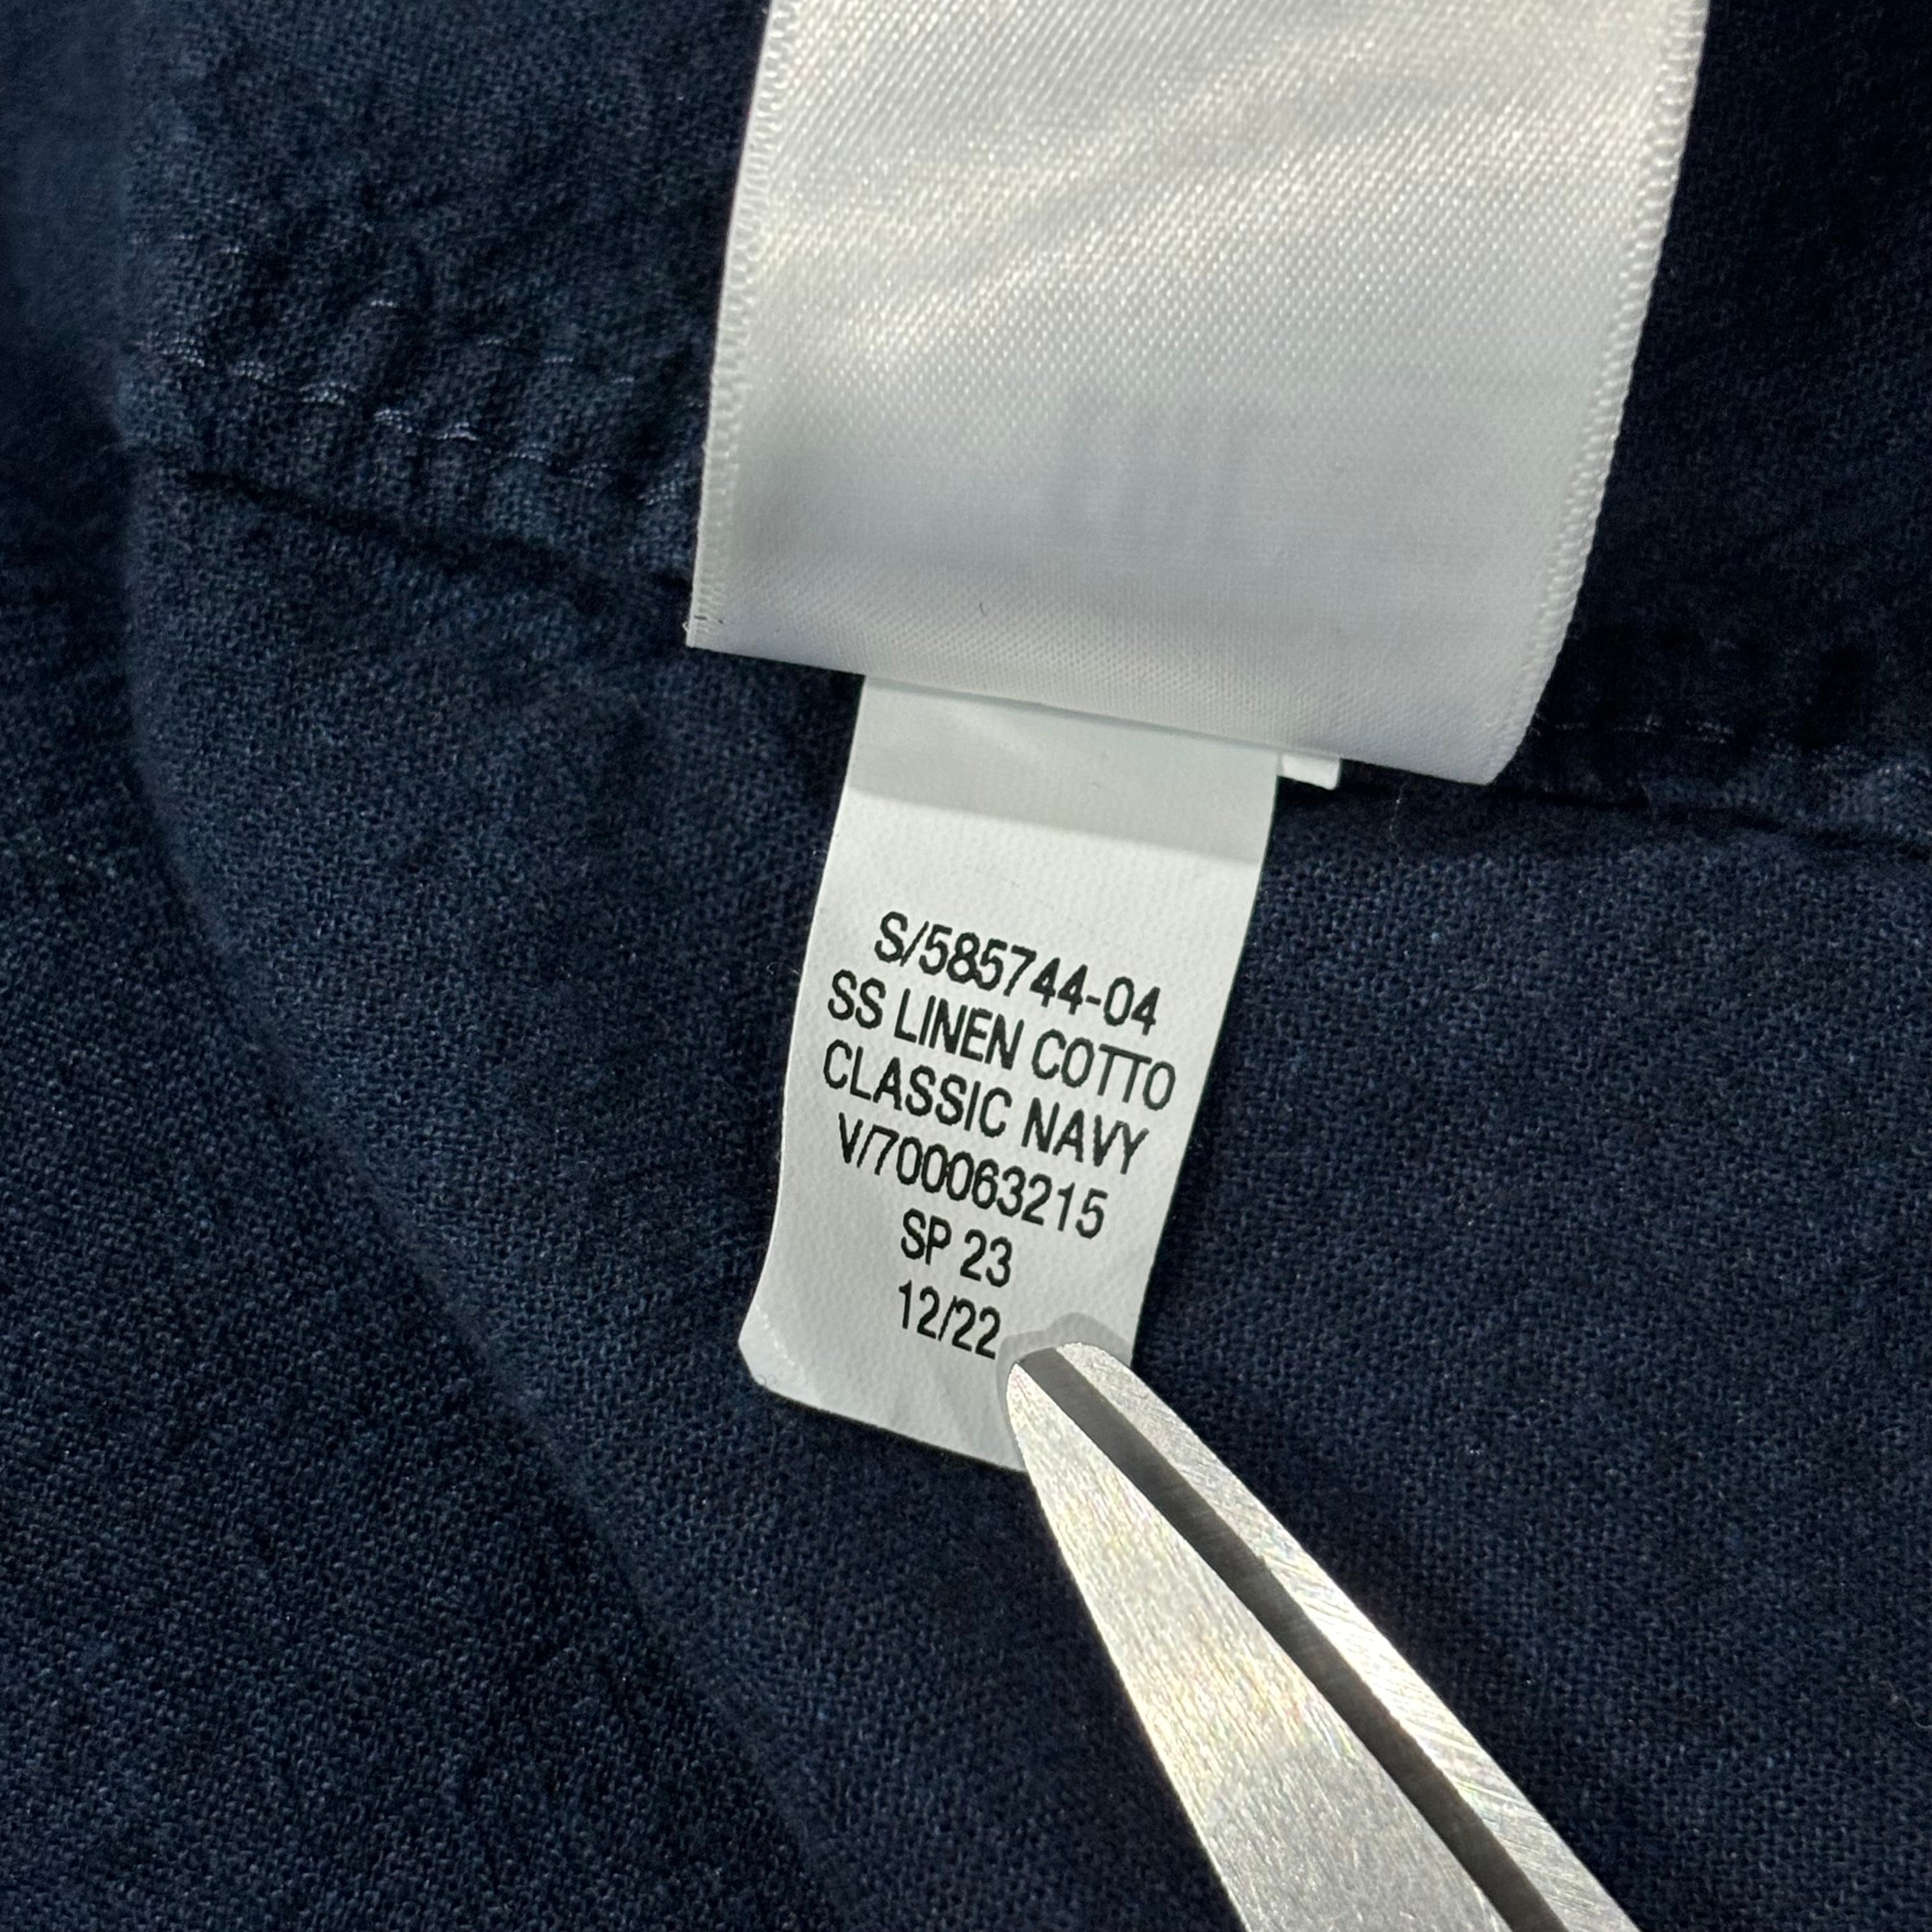 S/585744-04
SS LINEN COTTO
CLASSIC NAVY
V/700063215
SP 23
12/22